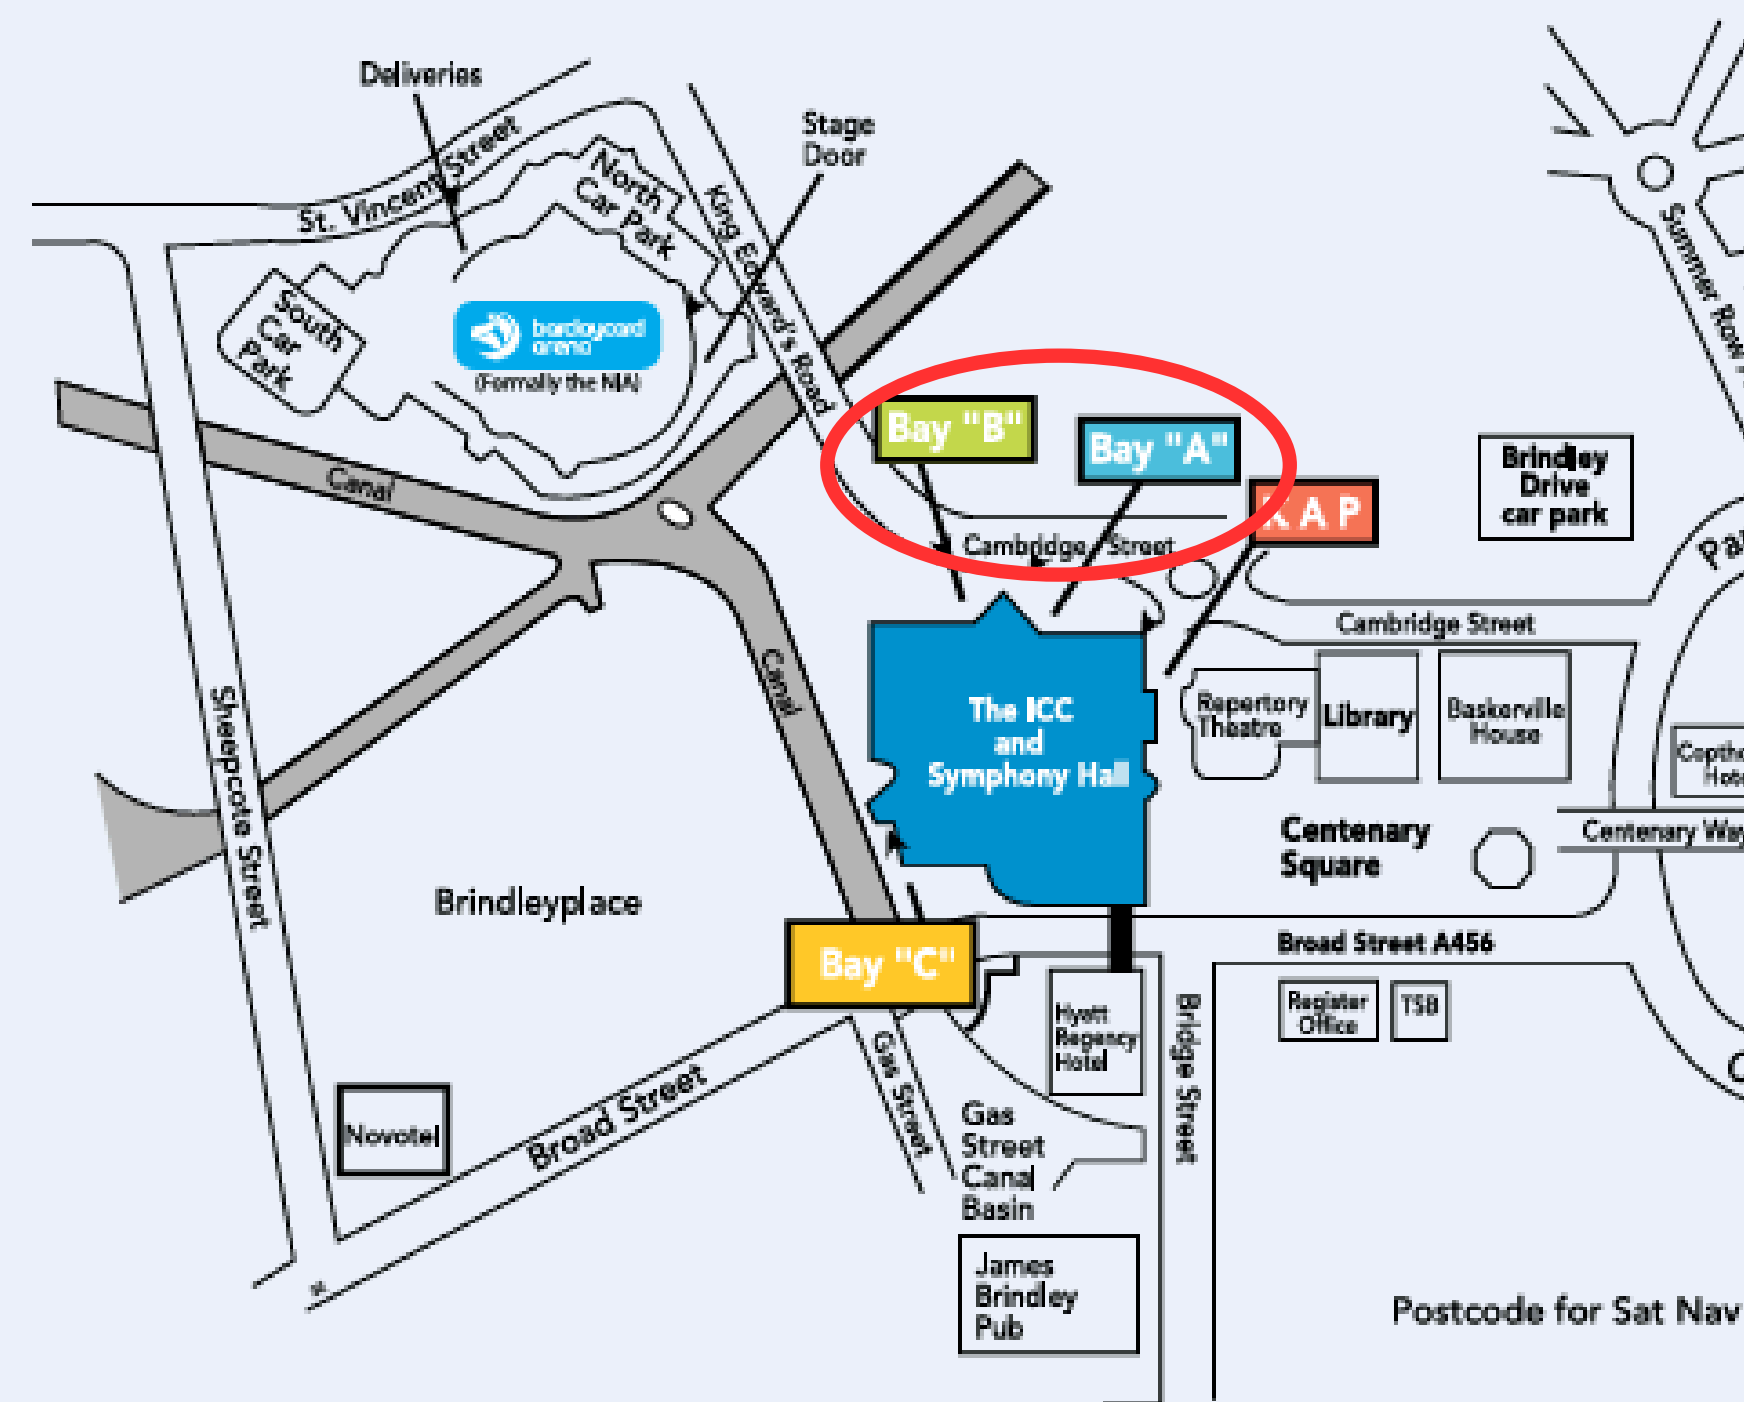 Deliveries
St. Vincent Street
Stage
Door
North
Car Park
King Edward's Road
South
Car
Park
barclaycard
arena
(Formally the NIA)
Summer Row
Bay "B"
Bay "A"
K A P
Brindley
Drive
car park
Canal
Cambridge Street
Cambridge Street
Canal
The ICC
and
Symphony Hall
Repertory
Theatre
Library
Baskerville
House
Sheepcote Street
Centenary
Square
Centenary Way
Brindleyplace
Bay "C"
Broad Street A456
Register
Office
TSB
Hyatt
Regency
Hotel
Bridge Street
Gas Street
Novotel
Broad Street
Gas
Street
Canal
Basin
James
Brindley
Pub
Postcode for Sat Nav